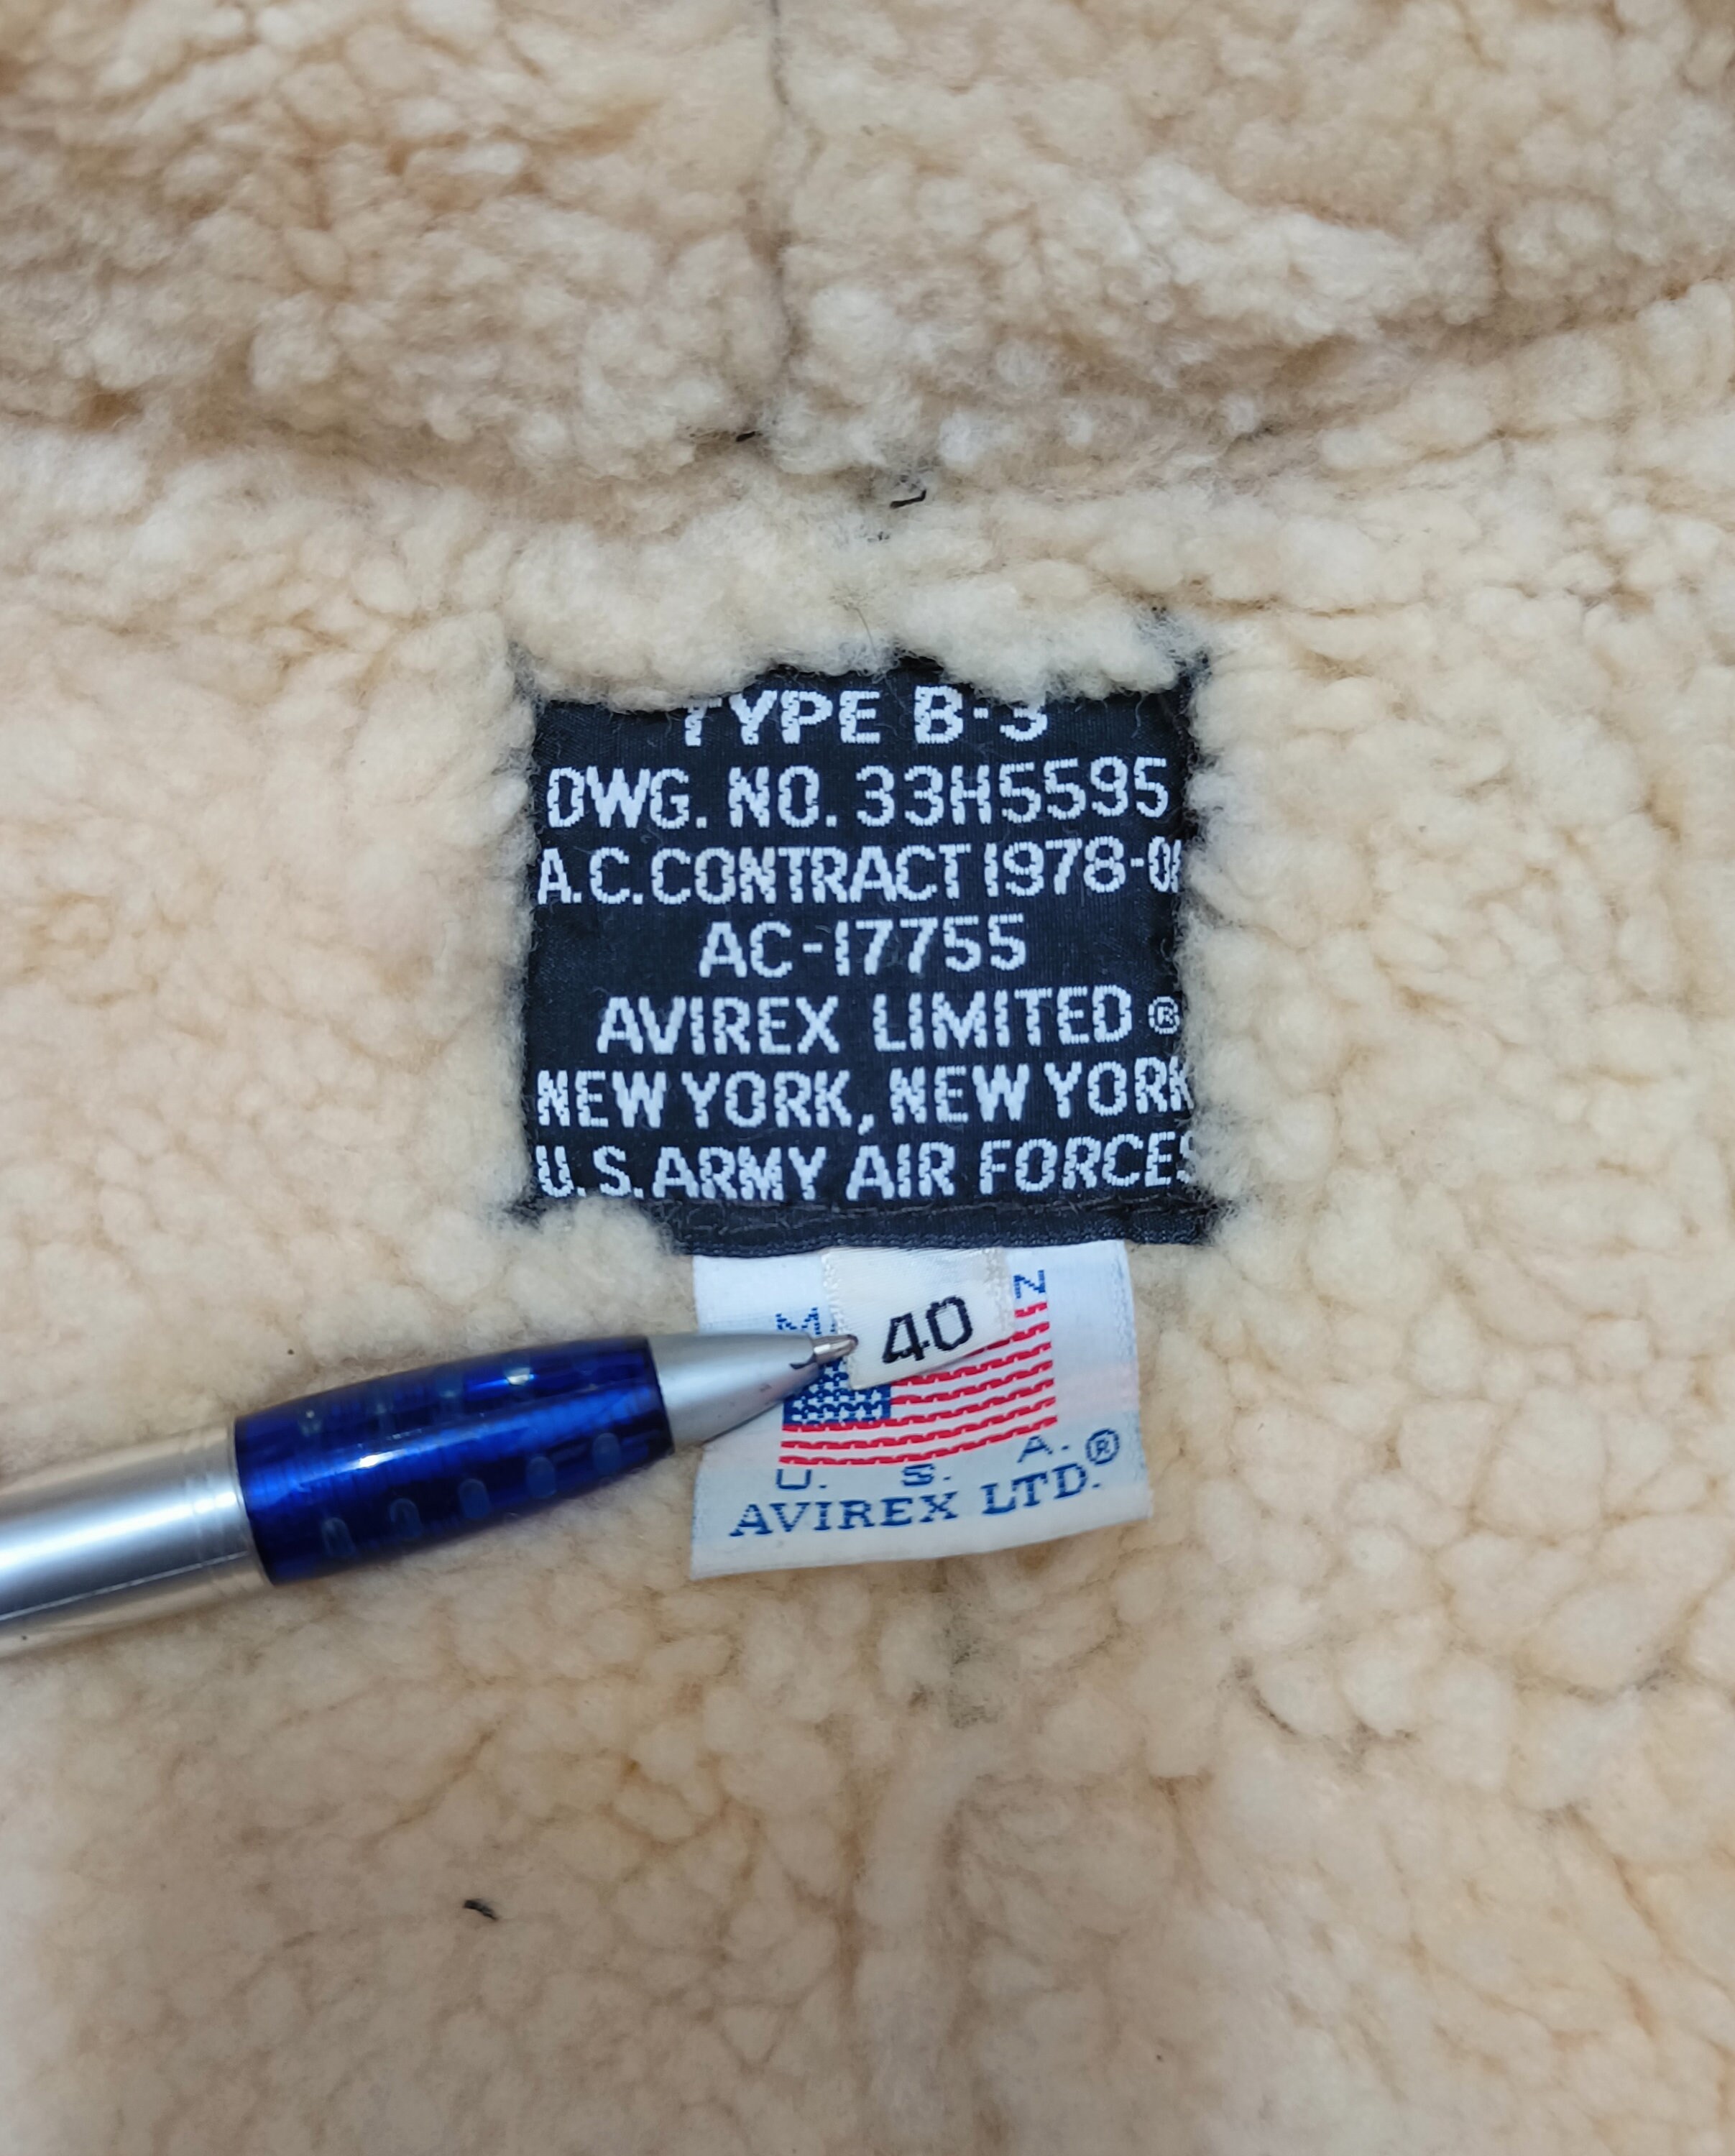 TYPE B-3
DWG. NO. 33H5595
A.C. CONTRACT 1978-01
AC-17755
AVIREX LIMITED ®
NEW YORK, NEW YORK
U.S. ARMY AIR FORCES
40
U. S. A.
AVIREX LTD.®